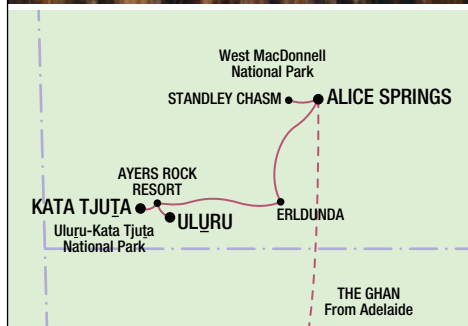 West MacDonnell
National Park
STANDLEY CHASM
ALICE SPRINGS
AYERS ROCK
RESORT
KATA TJUṮA
ULUṞU
ERLDUNDA
Uluṟu-Kata Tjuṯa
National Park
THE GHAN
From Adelaide